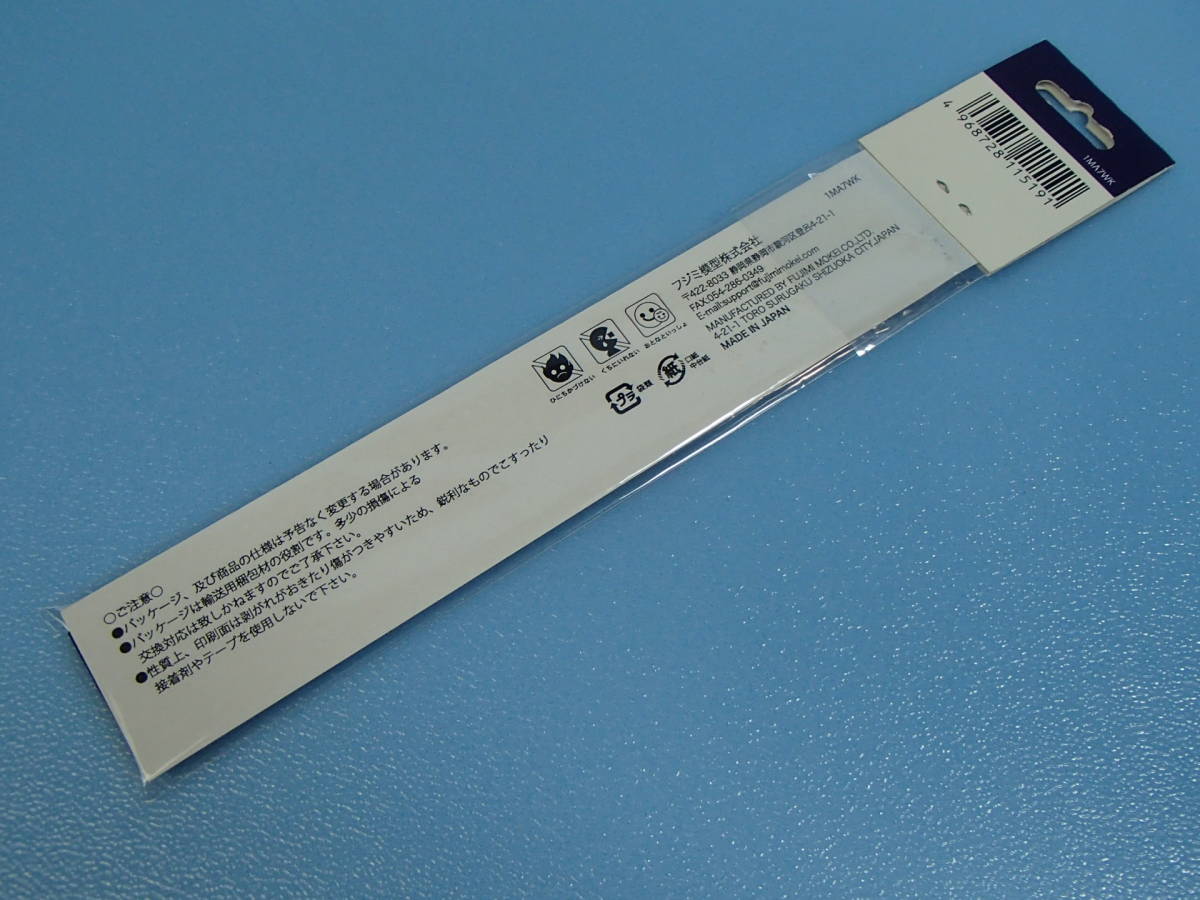 1MA7WK
4 968728 115191
1MA7WK
フジミ模型株式会社
〒422-8033 静岡県静岡市駿河区登呂4-21-1
FAX.054-286-0349
E-mail:support@fujimimokei.com
MANUFACTURED BY FUJIMI MOKEI.CO.,LTD.
4-21-1 TORO SURUGAKU SHIZUOKA CITY,JAPAN
MADE IN JAPAN
ひにちかづけない
くちにいれない
おとなといっしょ
プラ
袋類
紙
口紙
中台紙
○ご注意○
●パッケージ、及び商品の仕様は予告なく変更する場合があります。
●パッケージは輸送用梱包材の役割です。多少の損傷による
交換対応は致しかねますのでご了承下さい。
●性質上、印刷面は剥がれがおきたり傷がつきやすいため、鋭利なものでこすったり
接着剤やテープを使用しないで下さい。